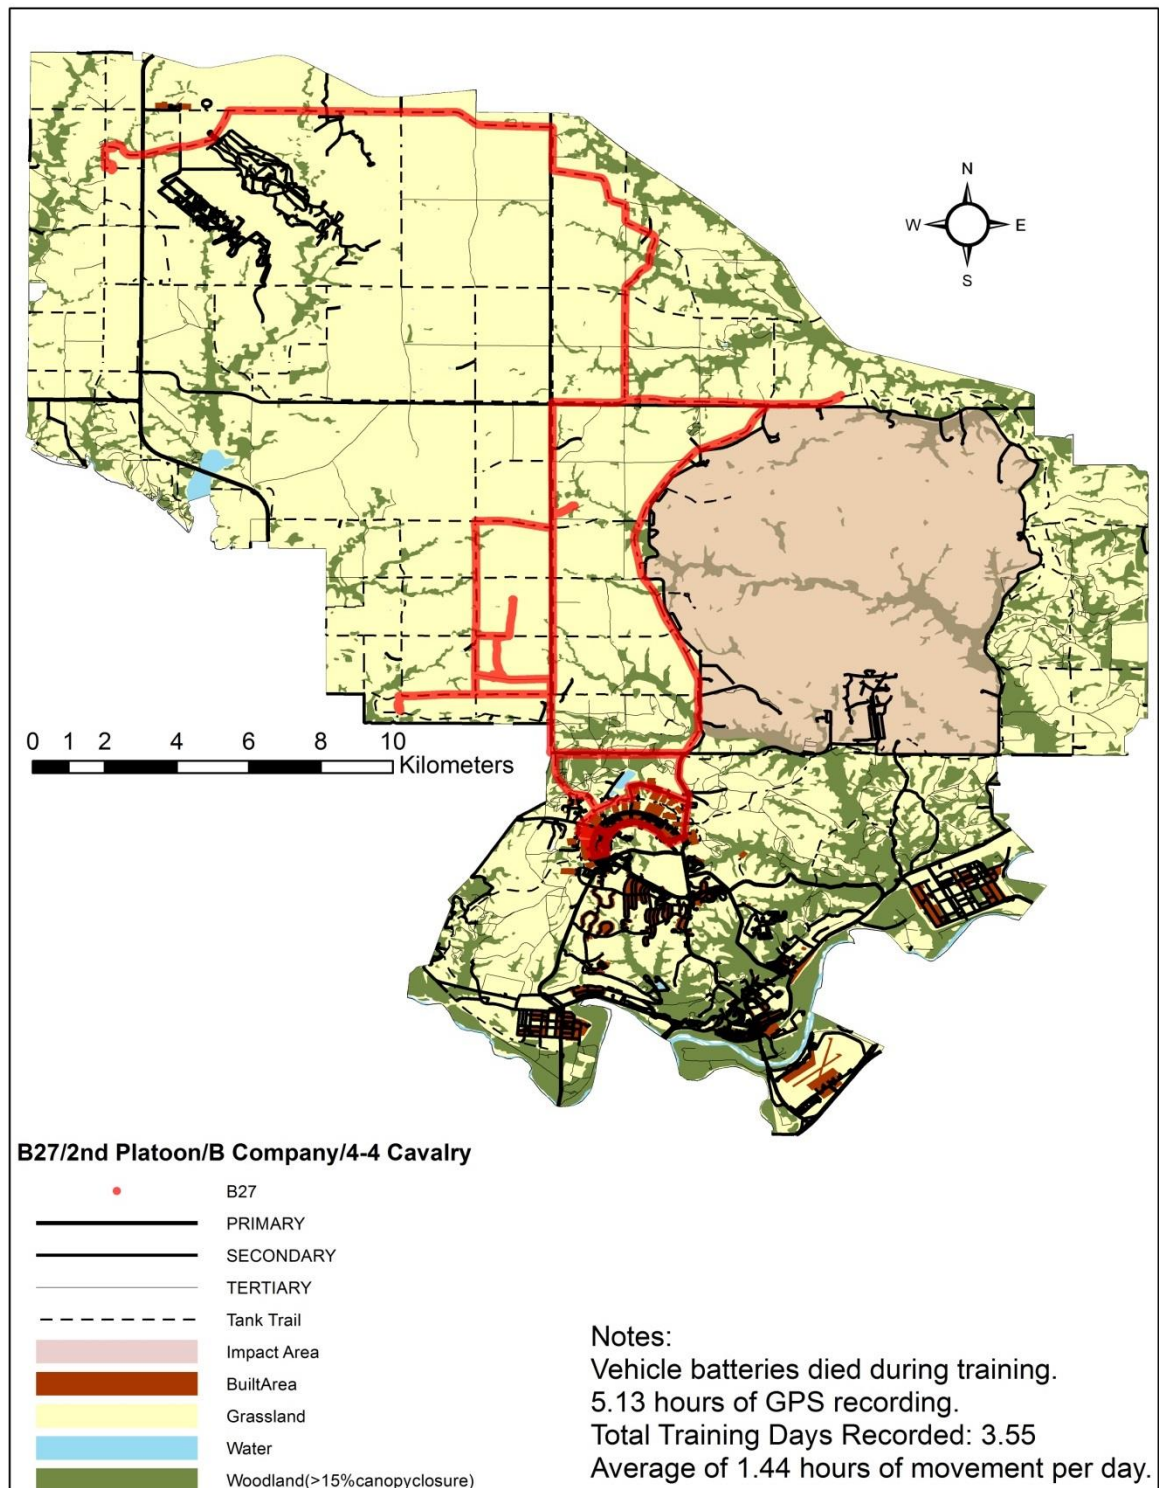 N
W E
S
0 1 2 4 6 8 10
Kilometers
B27/2nd Platoon/B Company/4-4 Cavalry
B27
PRIMARY
SECONDARY
TERTIARY
Tank Trail
Impact Area
BuiltArea
Grassland
Water
Woodland(>15%canopyclosure)
Notes:
Vehicle batteries died during training.
5.13 hours of GPS recording.
Total Training Days Recorded: 3.55
Average of 1.44 hours of movement per day.